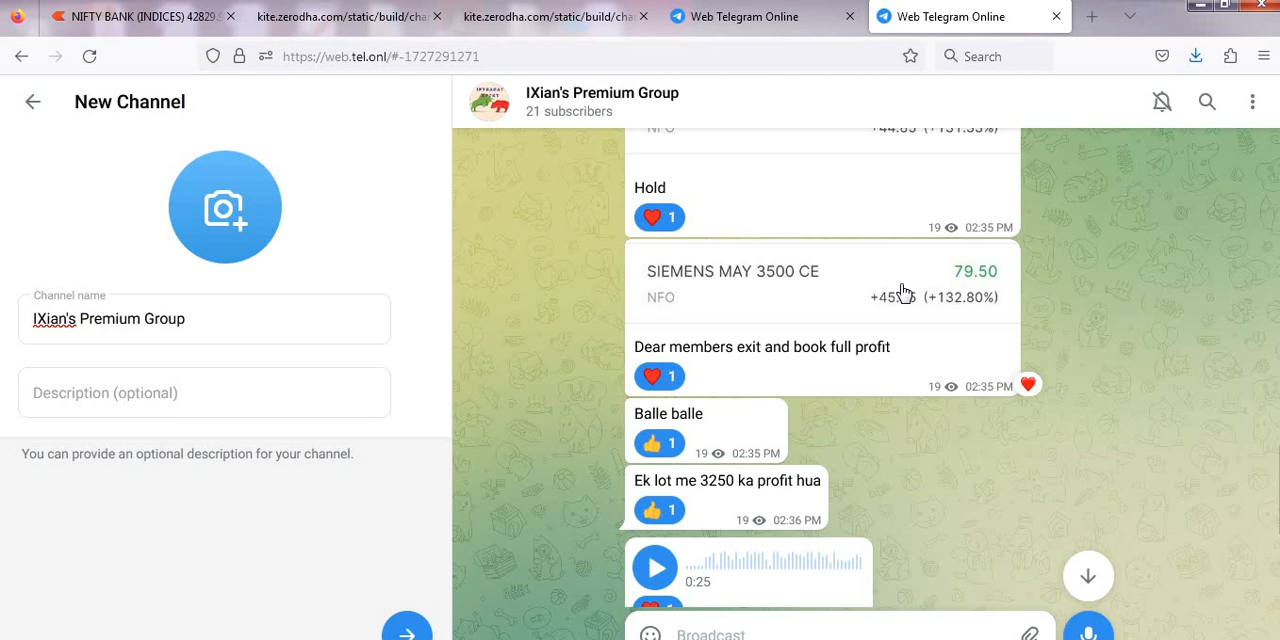 NIFTY BANK (INDICES) 42829.
kite.zerodha.com/static/build/cha
kite.zerodha.com/static/build/cha
Web Telegram Online
Web Telegram Online
https://web.tel.onl/#-1727291271
Search
New Channel
Channel name
IXian's Premium Group
Description (optional)
You can provide an optional description for your channel.
IXian's Premium Group
21 subscribers
NFO
Hold
1
19 02:35 PM
SIEMENS MAY 3500 CE 79.50
NFO (+132.80%)
Dear members exit and book full profit
1
19 02:35 PM
Balle balle
1
19 02:35 PM
Ek lot me 3250 ka profit hua
1
19 02:36 PM
0:25
Broadcast